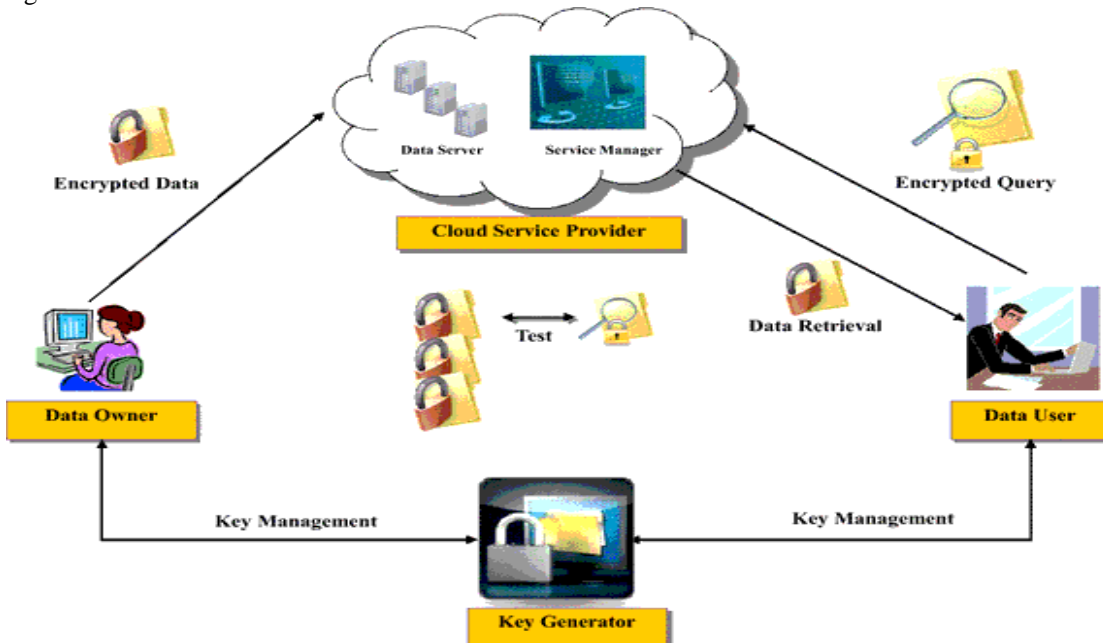 Encrypted Data
Data Server
Service Manager
Encrypted Query
Cloud Service Provider
Test
Data Retrieval
Data Owner
Data User
Key Management
Key Management
Key Generator